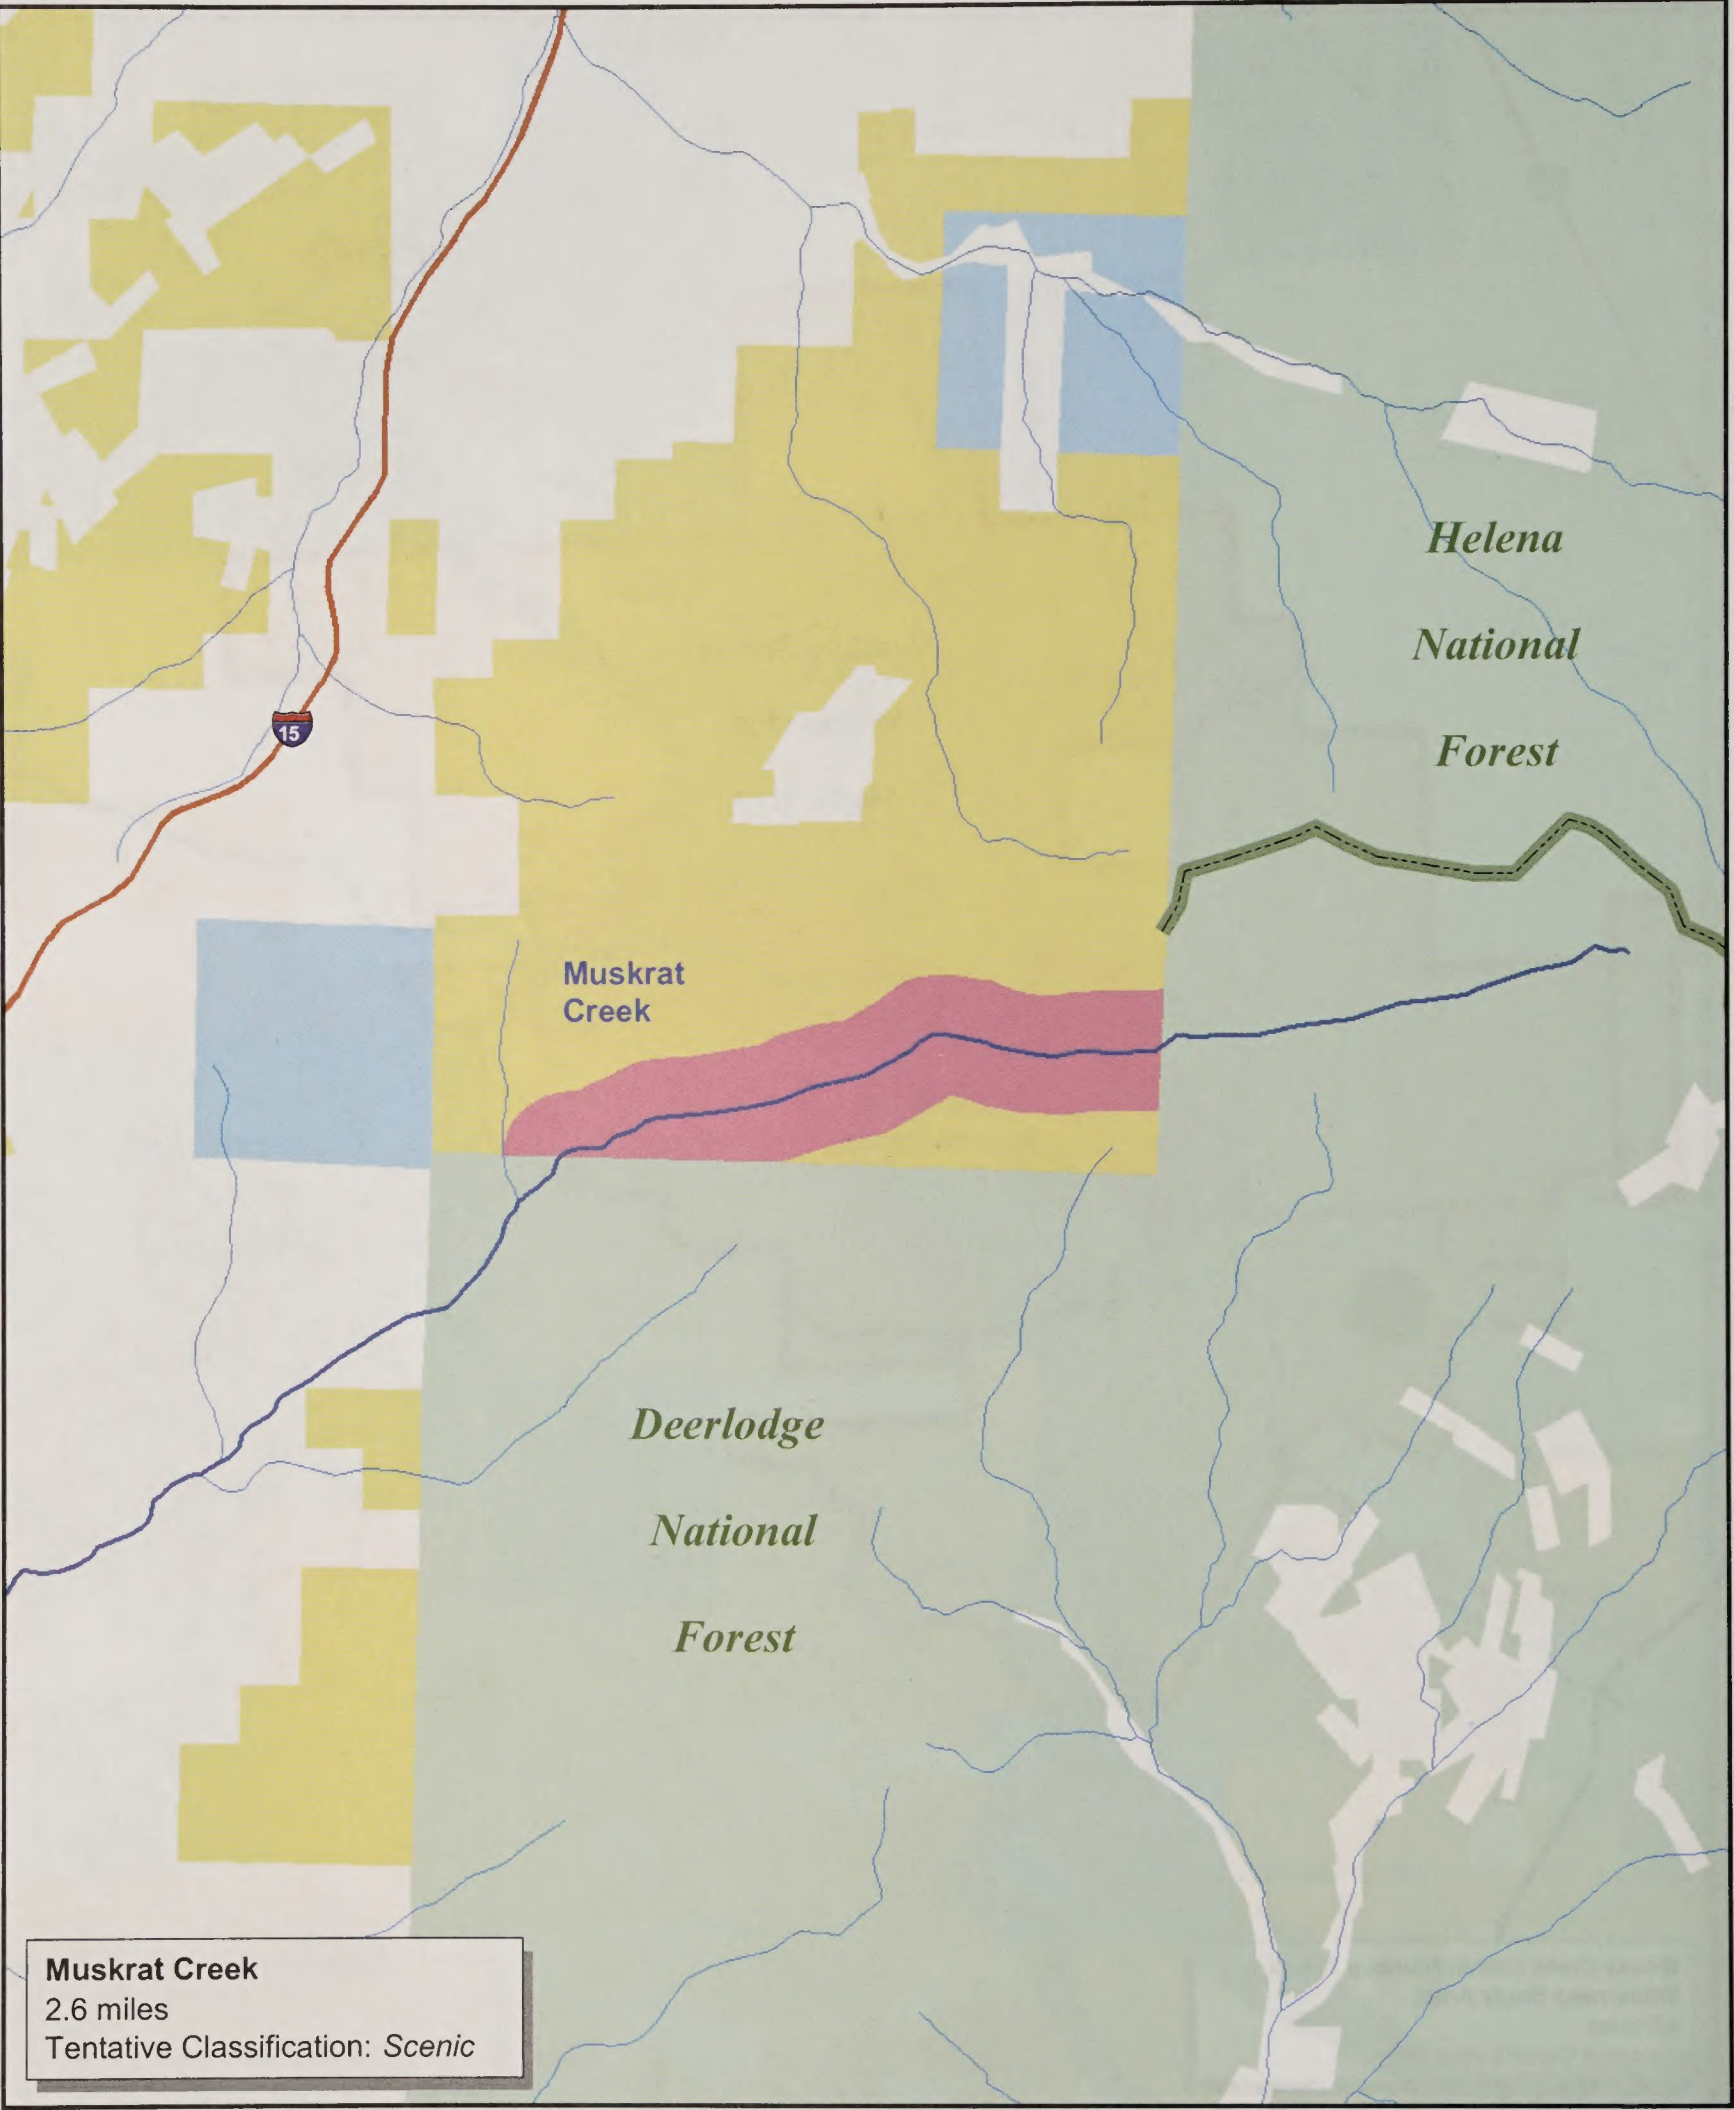 Helena
National
Forest
15
Muskrat
Creek
Deerlodge
National
Forest
Muskrat Creek
2.6 miles
Tentative Classification: Scenic